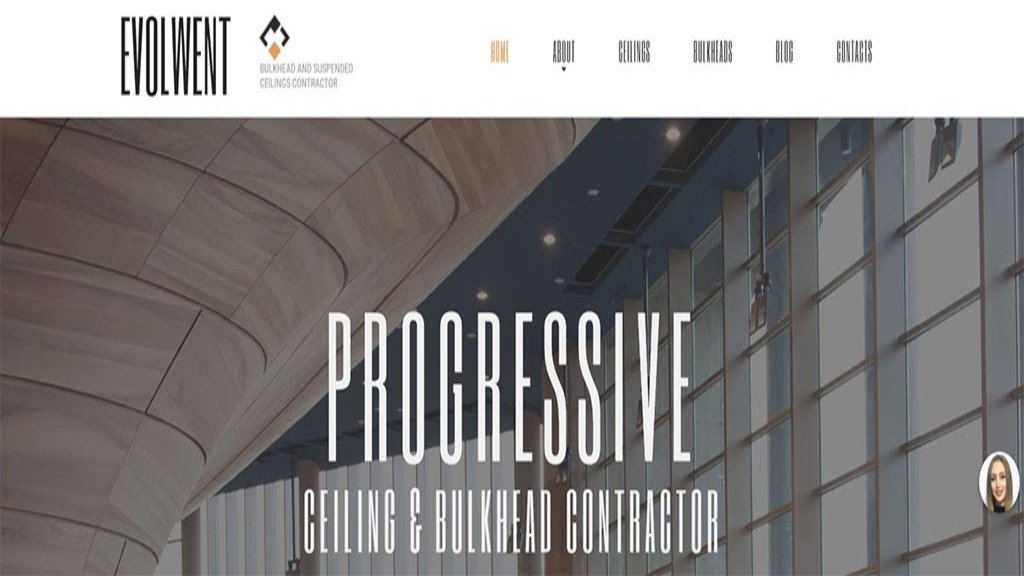 EVOLWENT
BULKHEAD AND SUSPENDED
CEILINGS CONTRACTOR
HOME
ABOUT
CEILINGS
BULKHEADS
BLOG
CONTACTS
PROGRESSIVE
CEILING & BULKHEAD CONTRACTOR